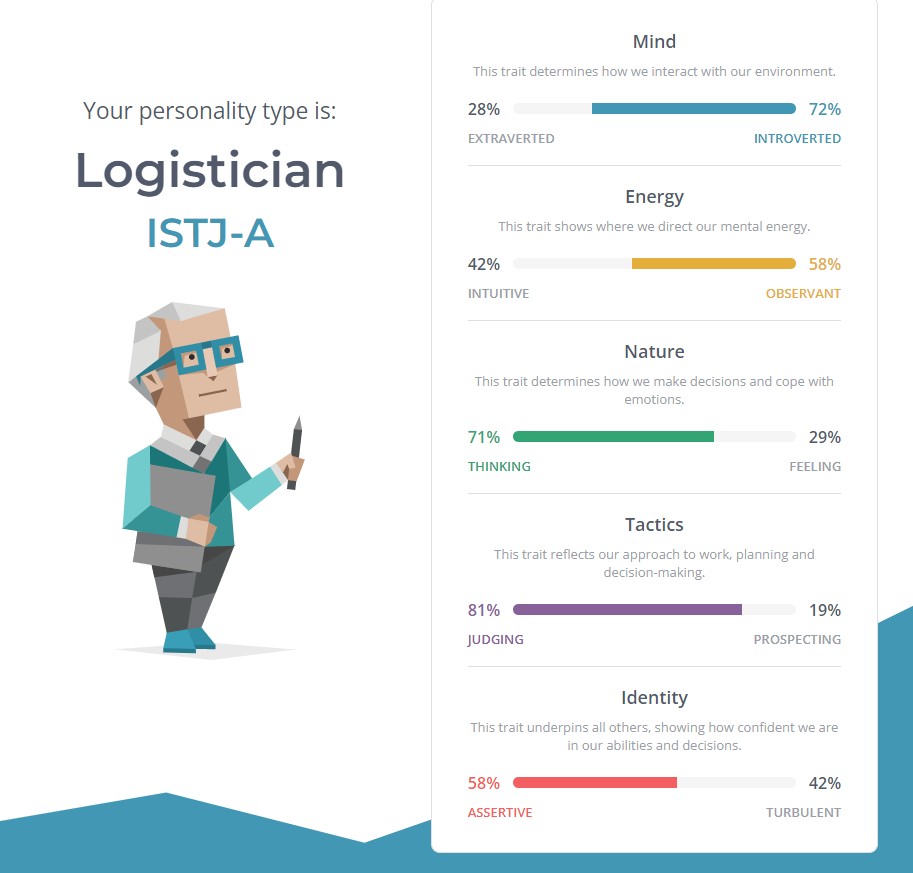 Your personality type is:
Logistician
ISTJ-A
Mind
This trait determines how we interact with our environment.
28% 72%
EXTRAVERTED INTROVERTED
Energy
This trait shows where we direct our mental energy.
42% 58%
INTUITIVE OBSERVANT
Nature
This trait determines how we make decisions and cope with
emotions.
71% 29%
THINKING FEELING
Tactics
This trait reflects our approach to work, planning and
decision-making.
81% 19%
JUDGING PROSPECTING
Identity
This trait underpins all others, showing how confident we are
in our abilities and decisions.
58% 42%
ASSERTIVE TURBULENT